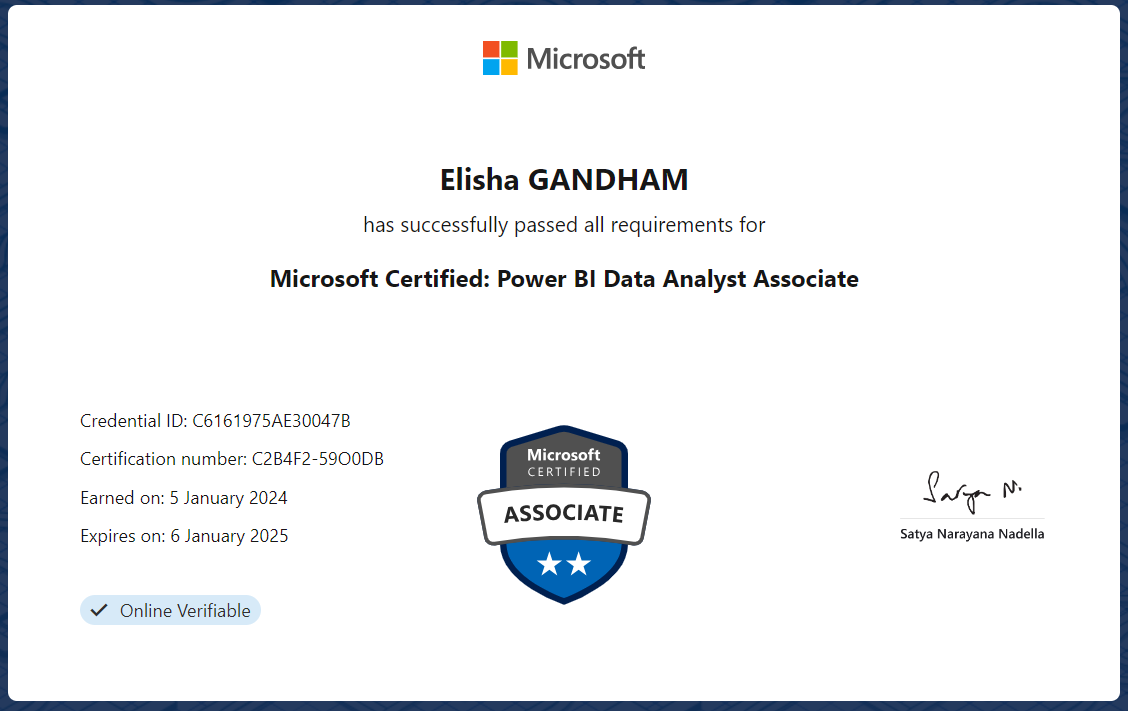 Microsoft
Elisha GANDHAM
has successfully passed all requirements for
Microsoft Certified: Power BI Data Analyst Associate
Credential ID: C6161975AE30047B
Certification number: C2B4F2-59O0DB
Earned on: 5 January 2024
Expires on: 6 January 2025
Online Verifiable
Microsoft
CERTIFIED
ASSOCIATE
Satya N.
Satya Narayana Nadella